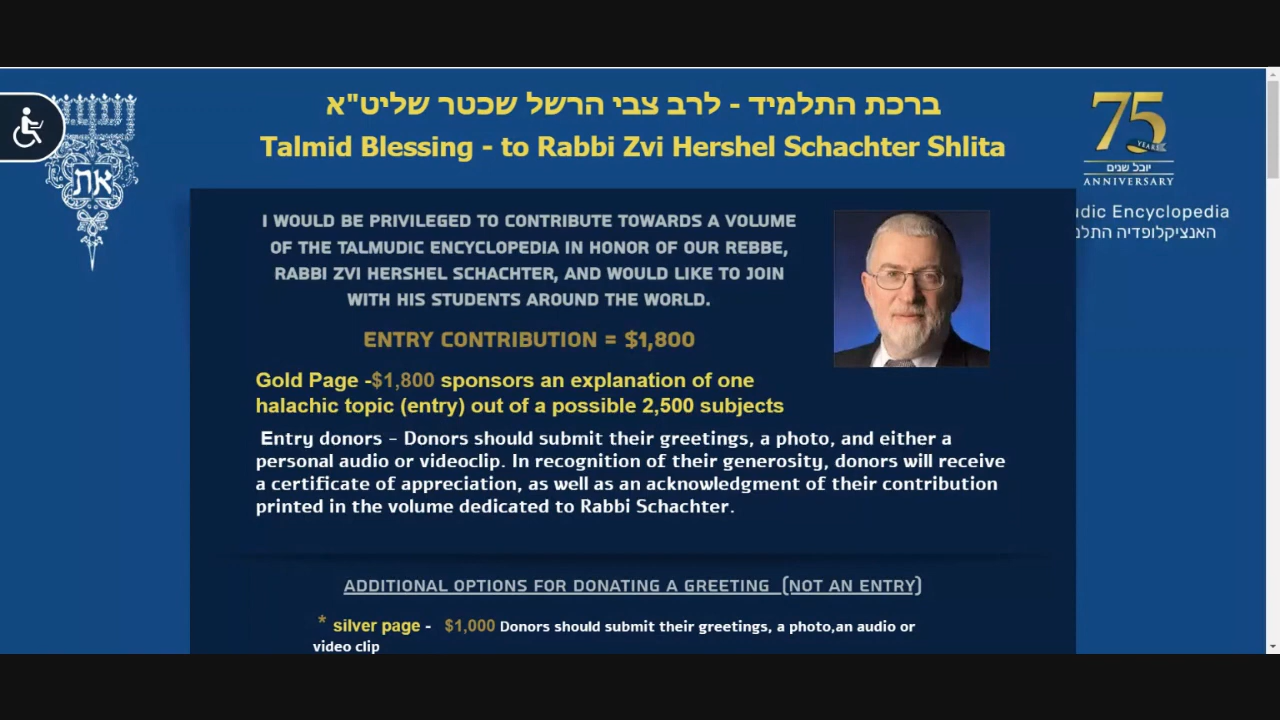 ברכת התלמיד - לרב צבי הרשל שכטר שליט"א
Talmid Blessing - to Rabbi Zvi Hershel Schachter Shlita
75
YEARS
יובל שנים
ANNIVERSARY
udic Encyclopedia
האנציקלופדיה התל
את
I WOULD BE PRIVILEGED TO CONTRIBUTE TOWARDS A VOLUME
OF THE TALMUDIC ENCYCLOPEDIA IN HONOR OF OUR REBBE,
RABBI ZVI HERSHEL SCHACHTER, AND WOULD LIKE TO JOIN
WITH HIS STUDENTS AROUND THE WORLD.
ENTRY CONTRIBUTION = $1,800
Gold Page -$1,800 sponsors an explanation of one
halachic topic (entry) out of a possible 2,500 subjects
Entry donors - Donors should submit their greetings, a photo, and either a
personal audio or videoclip. In recognition of their generosity, donors will receive
a certificate of appreciation, as well as an acknowledgment of their contribution
printed in the volume dedicated to Rabbi Schachter.
ADDITIONAL OPTIONS FOR DONATING A GREETING (NOT AN ENTRY)
* silver page - $1,000 Donors should submit their greetings, a photo,an audio or
video clip